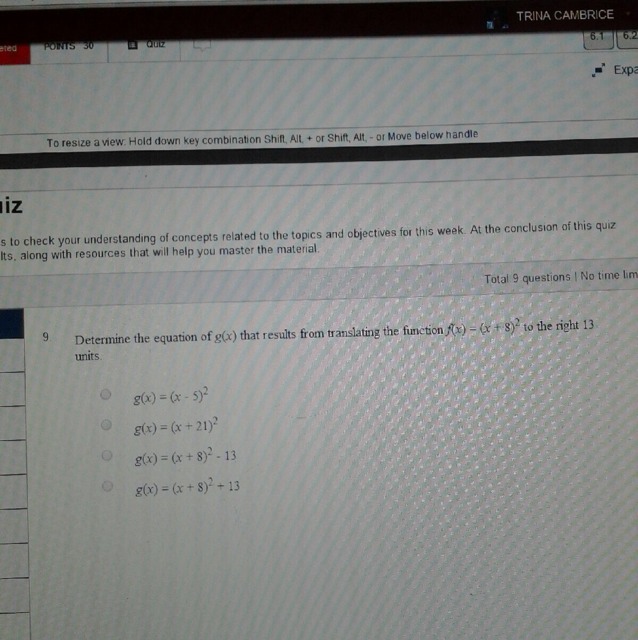 TRINA CAMBRICE
eted POINTS 30 QUIZ 6.1 6.2
Expa
To resize a view: Hold down key combination Shift, Alt, + or Shift, Alt, - or Move below handle
iz
s to check your understanding of concepts related to the topics and objectives for this week. At the conclusion of this quiz
lts, along with resources that will help you master the material.
Total 9 questions | No time lim
9 Determine the equation of g(x) that results from translating the function f(x) = (x + 8)² to the right 13
units.
g(x) = (x - 5)²
g(x) = (x + 21)²
g(x) = (x + 8)² - 13
g(x) = (x + 8)² + 13